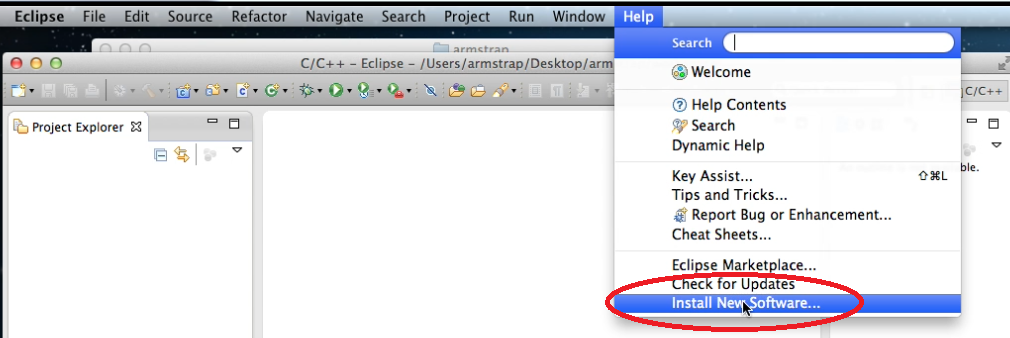 Eclipse File Edit Source Refactor Navigate Search Project Run Window Help
armstrap
Search
C/C++ – Eclipse – /Users/armstrap/Desktop/arm
Welcome
C/C++
Help Contents
Project Explorer
Search
Dynamic Help
ble.
Key Assist... ⇧⌘L
Tips and Tricks...
Report Bug or Enhancement...
Cheat Sheets...
Eclipse Marketplace...
Check for Updates
Install New Software...